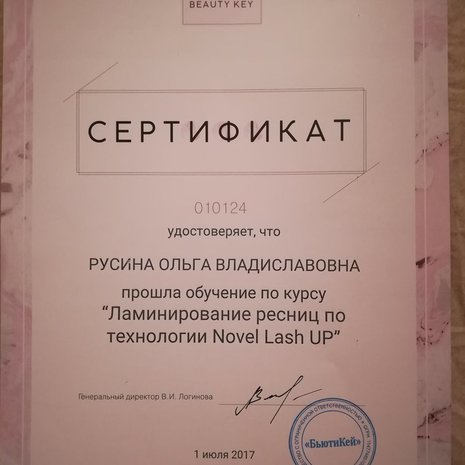 BEAUTY KEY
СЕРТИФИКАТ
010124
удостоверяет, что
РУСИНА ОЛЬГА ВЛАДИСЛАВОВНА
прошла обучение по курсу
“Ламинирование ресниц по
технологии Novel Lash UP”
Генеральный директор В.И. Логинова
«БьютиКей»
1 июля 2017